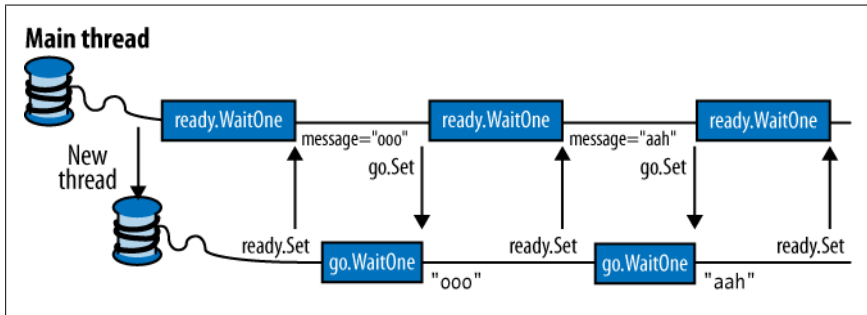 Main thread
ready.WaitOne
ready.WaitOne
ready.WaitOne
message="ooo"
message="aah"
go.Set
go.Set
New
thread
ready.Set
ready.Set
ready.Set
go.WaitOne
go.WaitOne
"ooo"
"aah"